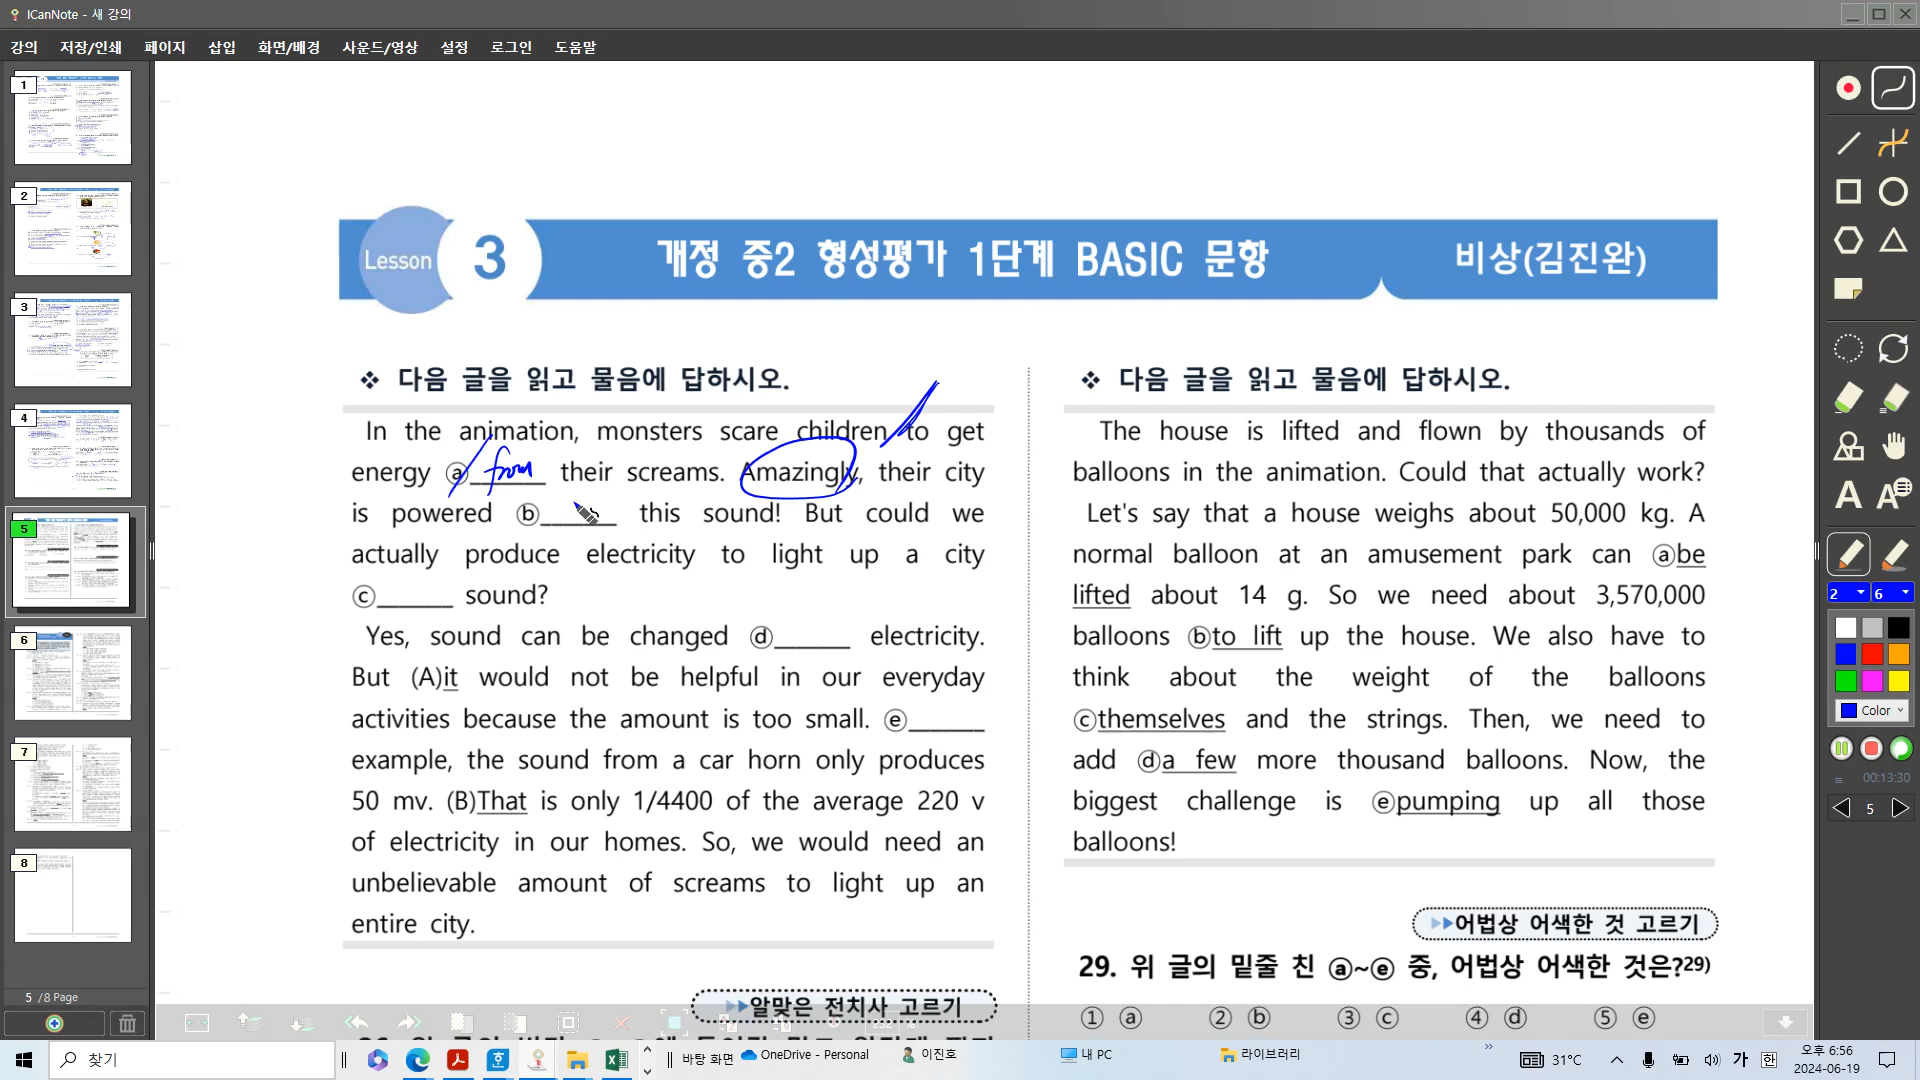 ICanNote - 새 강의
강의 저장/인쇄 페이지 삽입 화면/배경 사운드/영상 설정 로그인 도움말
1
2
3
4
5
6
7
8
Lesson 3 개정 중2 형성평가 1단계 BASIC 문항 비상(김진완)
❖ 다음 글을 읽고 물음에 답하시오.
In the animation, monsters scare children to get
energy ⓐ______ their screams. Amazingly, their city
from
is powered ⓑ______ this sound! But could we
actually produce electricity to light up a city
ⓒ______ sound?
Yes, sound can be changed ⓓ______ electricity.
But (A)it would not be helpful in our everyday
activities because the amount is too small. ⓔ______
example, the sound from a car horn only produces
50 mv. (B)That is only 1/4400 of the average 220 v
of electricity in our homes. So, we would need an
unbelievable amount of screams to light up an
entire city.
▶▶알맞은 전치사 고르기
❖ 다음 글을 읽고 물음에 답하시오.
The house is lifted and flown by thousands of
balloons in the animation. Could that actually work?
Let's say that a house weighs about 50,000 kg. A
normal balloon at an amusement park can ⓐbe
lifted about 14 g. So we need about 3,570,000
balloons ⓑto lift up the house. We also have to
think about the weight of the balloons
ⓒthemselves and the strings. Then, we need to
add ⓓa few more thousand balloons. Now, the
biggest challenge is ⓔpumping up all those
balloons!
▶▶어법상 어색한 것 고르기
29. 위 글의 밑줄 친 ⓐ~ⓔ 중, 어법상 어색한 것은?29)
① ⓐ ② ⓑ ③ ⓒ ④ ⓓ ⑤ ⓔ
2 6
Color
00:13:30
5
5 /8 Page
찾기
바탕 화면 OneDrive - Personal 이진호 내 PC 라이브러리
31°C 가 한
오후 6:56
2024-06-19